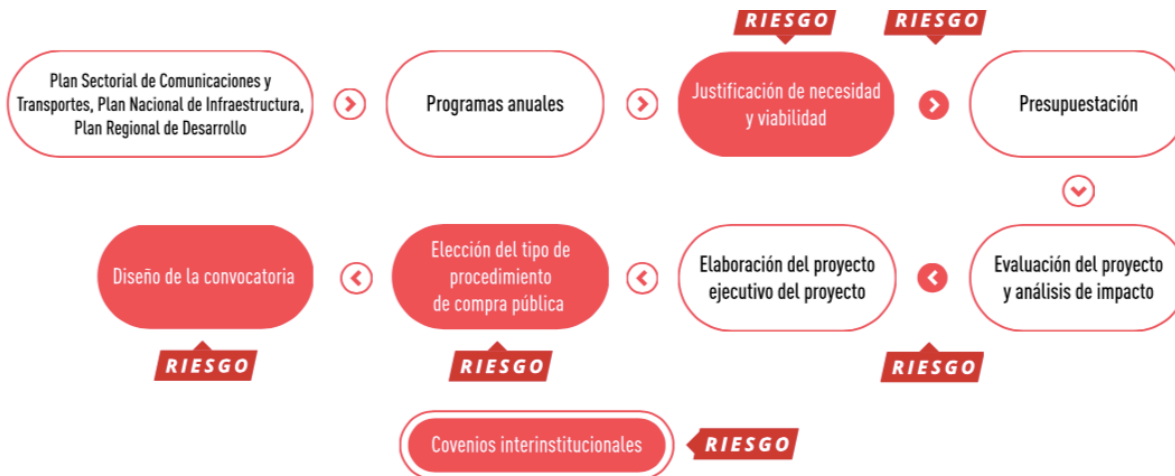 RIESGO
RIESGO
Plan Sectorial de Comunicaciones y
Transportes, Plan Nacional de Infraestructura,
Plan Regional de Desarrollo
Programas anuales
Justificación de necesidad
y viabilidad
Presupuestación
Diseño de la convocatoria
Elección del tipo de
procedimiento
de compra pública
Elaboración del proyecto
ejecutivo del proyecto
Evaluación del proyecto
y análisis de impacto
RIESGO
RIESGO
RIESGO
Covenios interinstitucionales
RIESGO